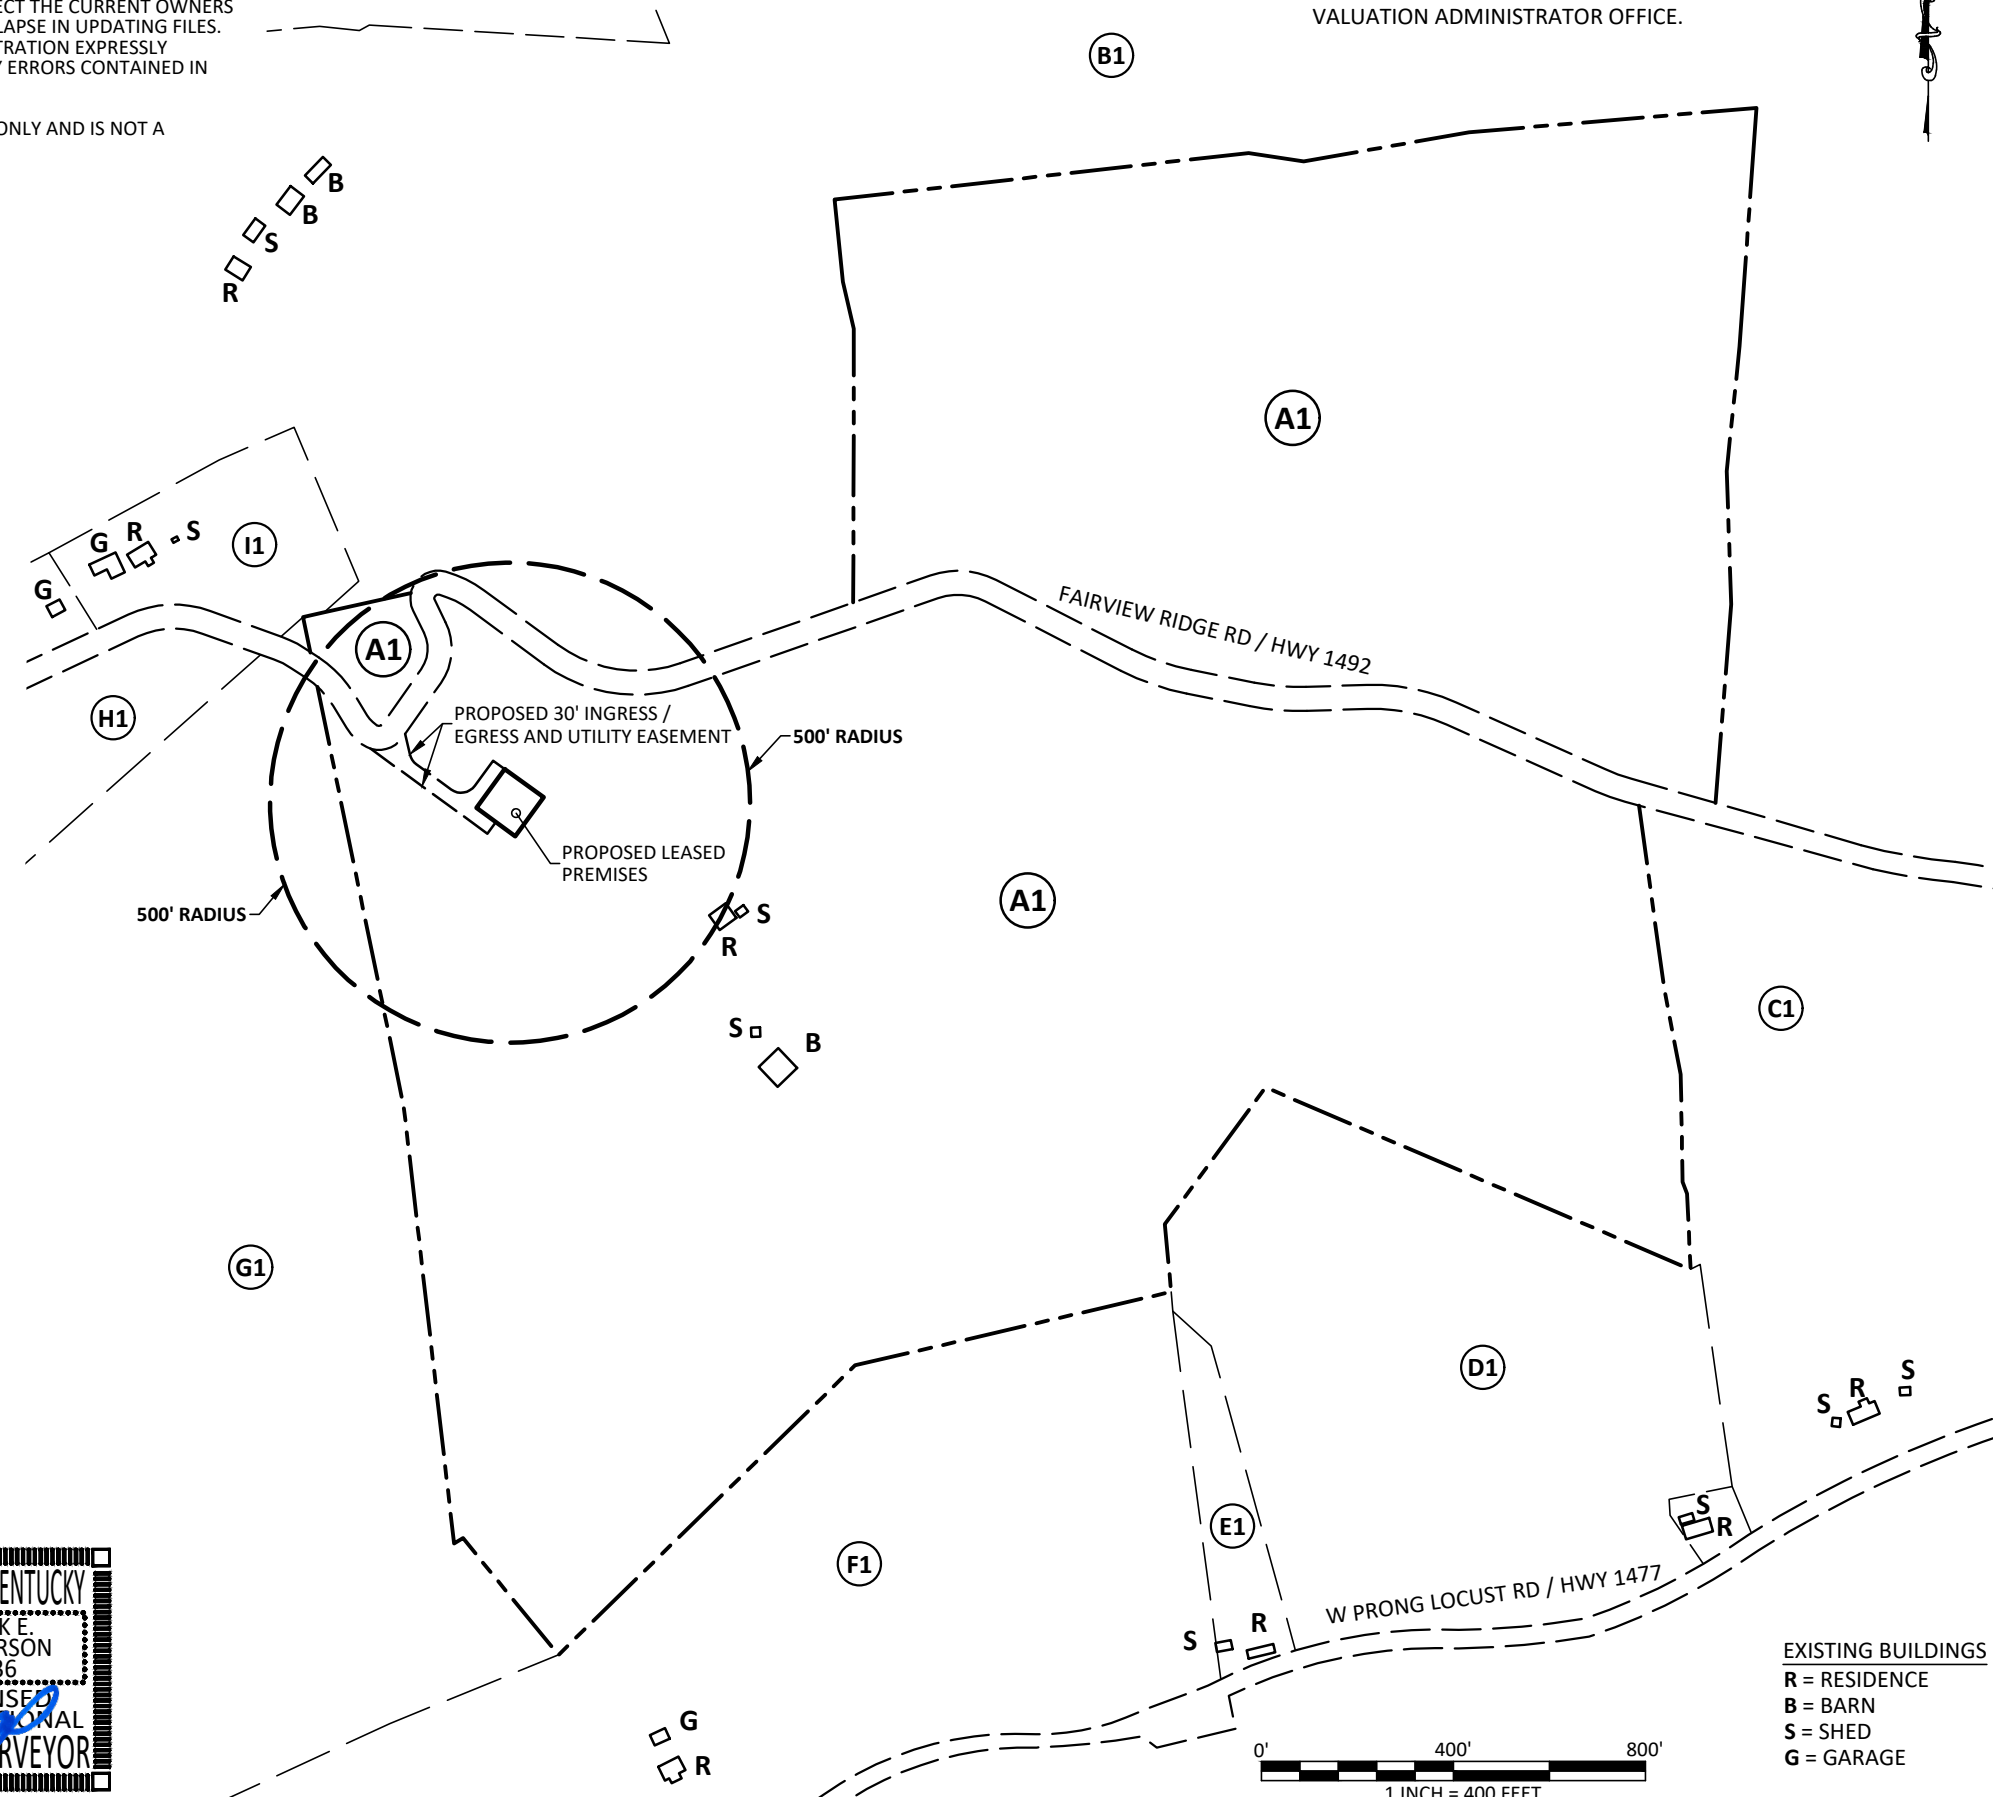 ECT THE CURRENT OWNERS
LAPSE IN UPDATING FILES.
TRATION EXPRESSLY
Y ERRORS CONTAINED IN
ONLY AND IS NOT A
VALUATION ADMINISTRATOR OFFICE.
B1
B
B
S
R
A1
I1
G
R
S
G
A1
H1
FAIRVIEW RIDGE RD / HWY 1492
PROPOSED 30' INGRESS /
EGRESS AND UTILITY EASEMENT
500' RADIUS
PROPOSED LEASED
PREMISES
500' RADIUS
A1
S
R
C1
S
B
G1
D1
S
R
S
E1
S
R
F1
W PRONG LOCUST RD / HWY 1477
S
R
G
R
ENTUCKY
K E.
RSON
36
NSED
IONAL
RVEYOR
EXISTING BUILDINGS
R = RESIDENCE
B = BARN
S = SHED
G = GARAGE
0' 400' 800'
1 INCH = 400 FEET